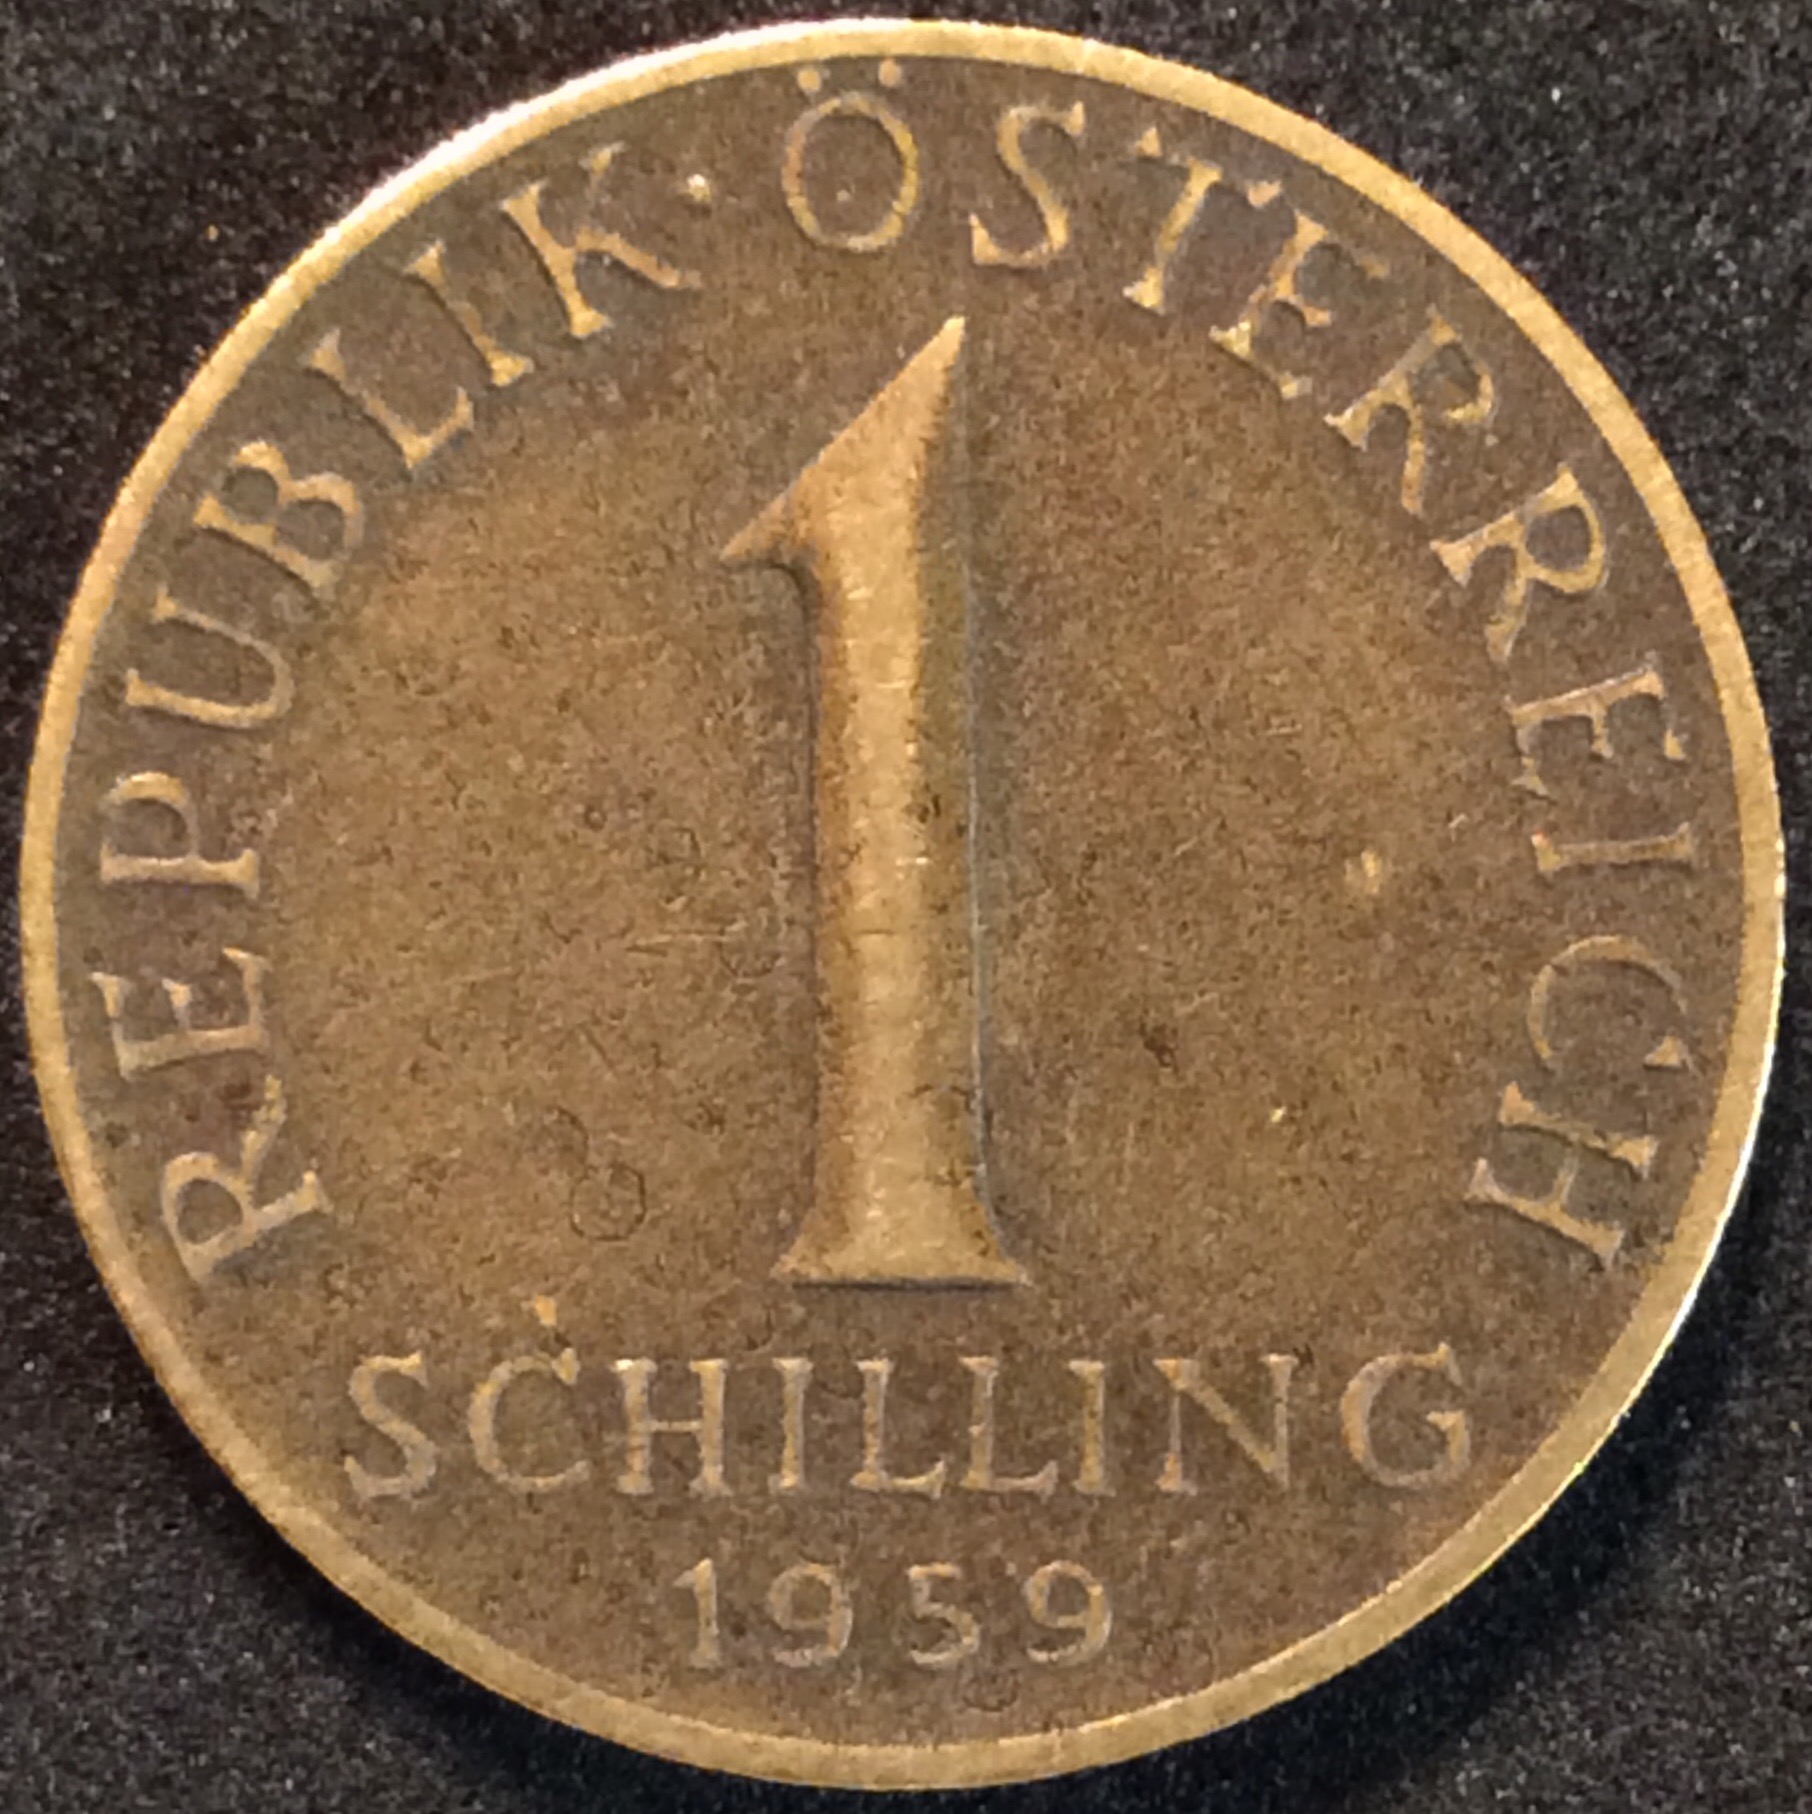 REPUBLIK·ÖSTERREICH
1
SCHILLING
1959